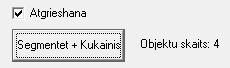 Atgrieshana
Segmentet + Kukainis
Objektu skaits: 4